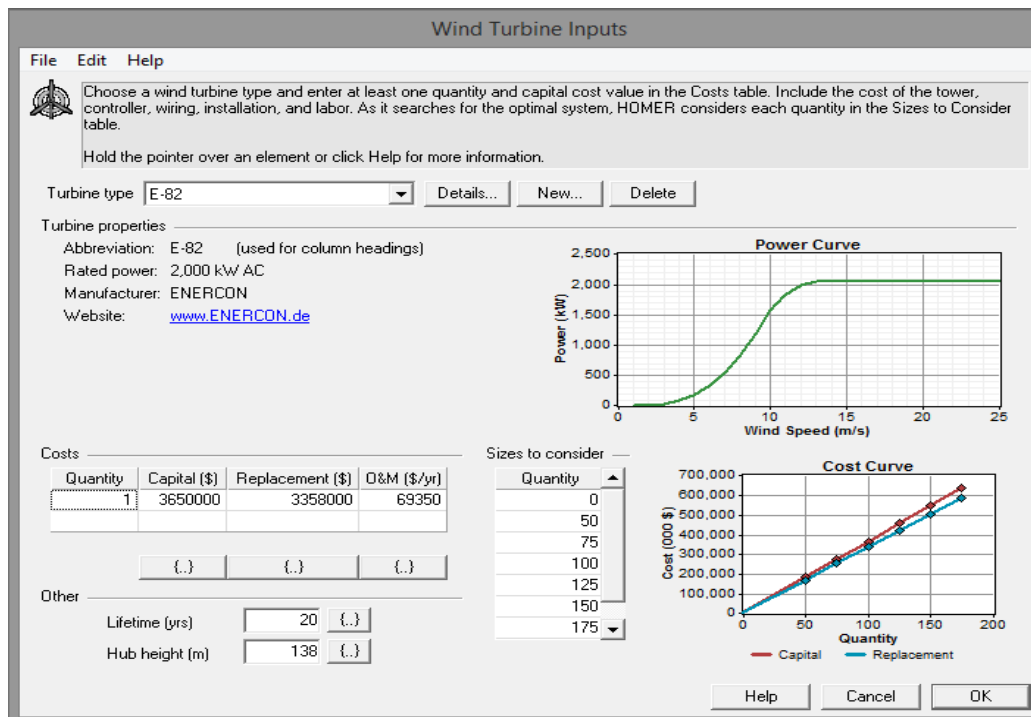 Wind Turbine Inputs
File Edit Help
Choose a wind turbine type and enter at least one quantity and capital cost value in the Costs table. Include the cost of the tower,
controller, wiring, installation, and labor. As it searches for the optimal system, HOMER considers each quantity in the Sizes to Consider
table.
Hold the pointer over an element or click Help for more information.
Turbine type E-82 Details... New... Delete
Turbine properties
Abbreviation: E-82 (used for column headings)
Rated power: 2,000 kW AC
Manufacturer: ENERCON
Website: www.ENERCON.de
Power Curve
2,500
2,000
1,500
1,000
500
0
Power (kW)
0 5 10 15 20 25
Wind Speed (m/s)
Costs
Quantity Capital ($) Replacement ($) O&M ($/yr)
1 3650000 3358000 69350
{..} {..} {..}
Other
Lifetime (yrs) 20 {..}
Hub height (m) 138 {..}
Sizes to consider
Quantity
0
50
75
100
125
150
175
Cost Curve
700,000
600,000
500,000
400,000
300,000
200,000
100,000
0
Cost (000 $)
0 50 100 150 200
Quantity
Capital Replacement
Help Cancel OK